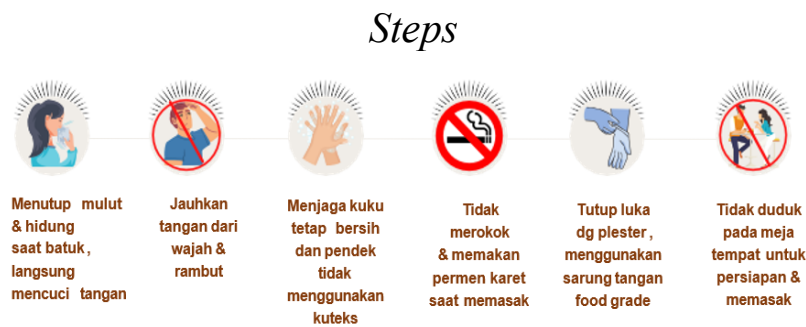 Steps
Menutup mulut
& hidung
saat batuk,
langsung
mencuci tangan
Jauhkan
tangan dari
wajah &
rambut
Menjaga kuku
tetap bersih
dan pendek
tidak
menggunakan
kuteks
Tidak
merokok
& memakan
permen karet
saat memasak
Tutup luka
dg plester,
menggunakan
sarung tangan
food grade
Tidak duduk
pada meja
tempat untuk
persiapan &
memasak